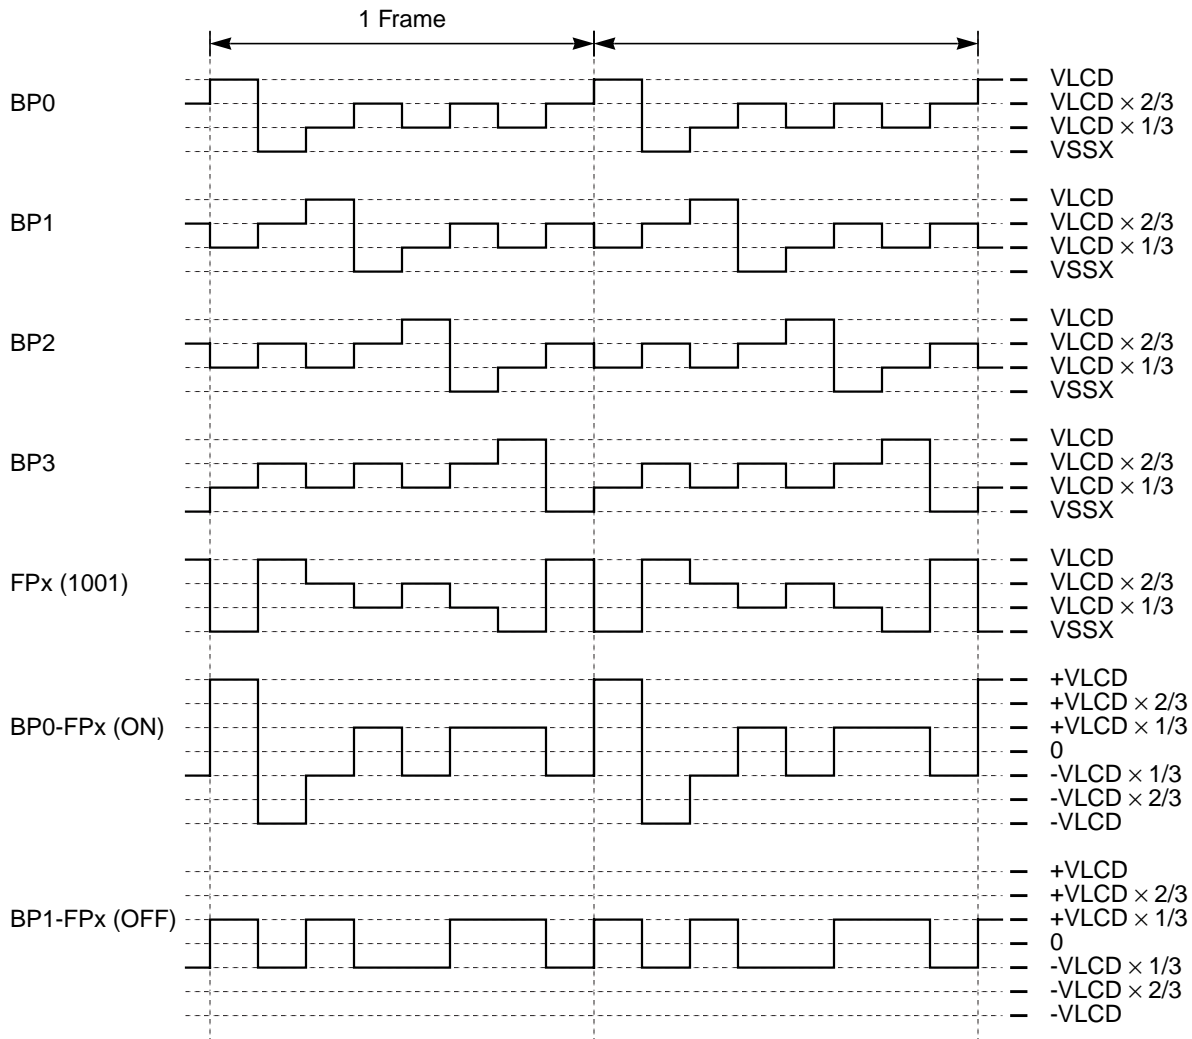 1 Frame
BP0
VLCD
VLCD × 2/3
VLCD × 1/3
VSSX
BP1
VLCD
VLCD × 2/3
VLCD × 1/3
VSSX
BP2
VLCD
VLCD × 2/3
VLCD × 1/3
VSSX
BP3
VLCD
VLCD × 2/3
VLCD × 1/3
VSSX
FPx (1001)
VLCD
VLCD × 2/3
VLCD × 1/3
VSSX
BP0-FPx (ON)
+VLCD
+VLCD × 2/3
+VLCD × 1/3
0
-VLCD × 1/3
-VLCD × 2/3
-VLCD
BP1-FPx (OFF)
+VLCD
+VLCD × 2/3
+VLCD × 1/3
0
-VLCD × 1/3
-VLCD × 2/3
-VLCD